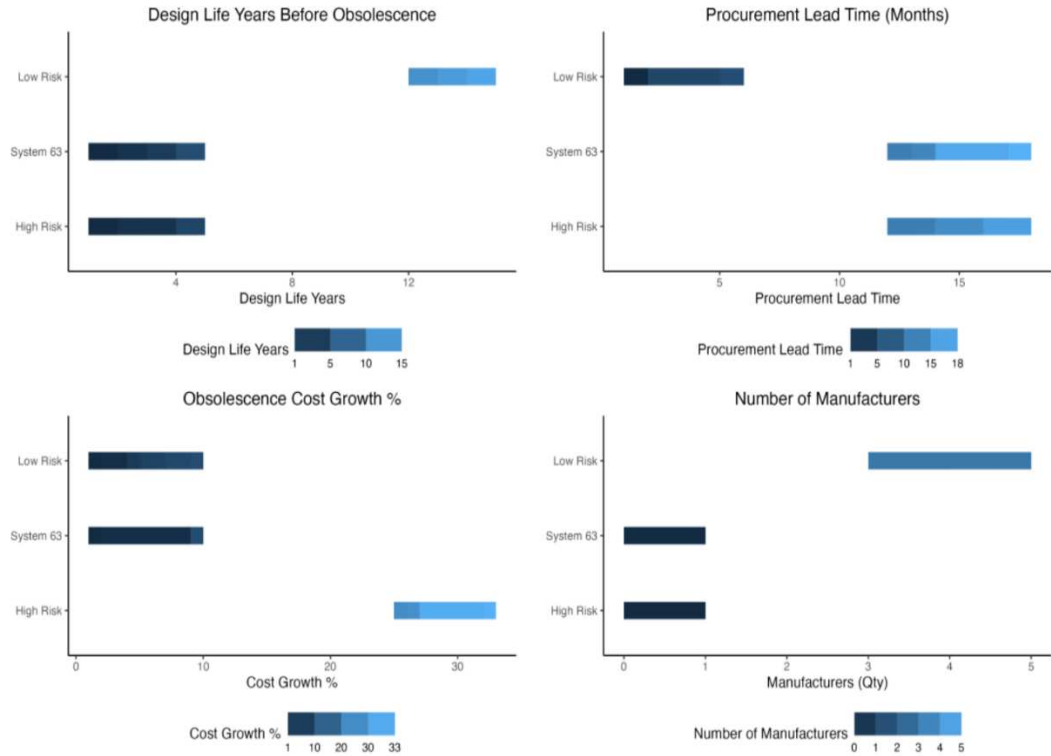 Design Life Years Before Obsolescence
Low Risk
System 63
High Risk
4 8 12
Design Life Years
Design Life Years
1 5 10 15
Procurement Lead Time (Months)
Low Risk
System 63
High Risk
5 10 15
Procurement Lead Time
Procurement Lead Time
1 5 10 15 18
Obsolescence Cost Growth %
Low Risk
System 63
High Risk
0 10 20 30
Cost Growth %
Cost Growth %
1 10 20 30 33
Number of Manufacturers
Low Risk
System 63
High Risk
0 1 2 3 4 5
Manufacturers (Qty)
Number of Manufacturers
0 1 2 3 4 5